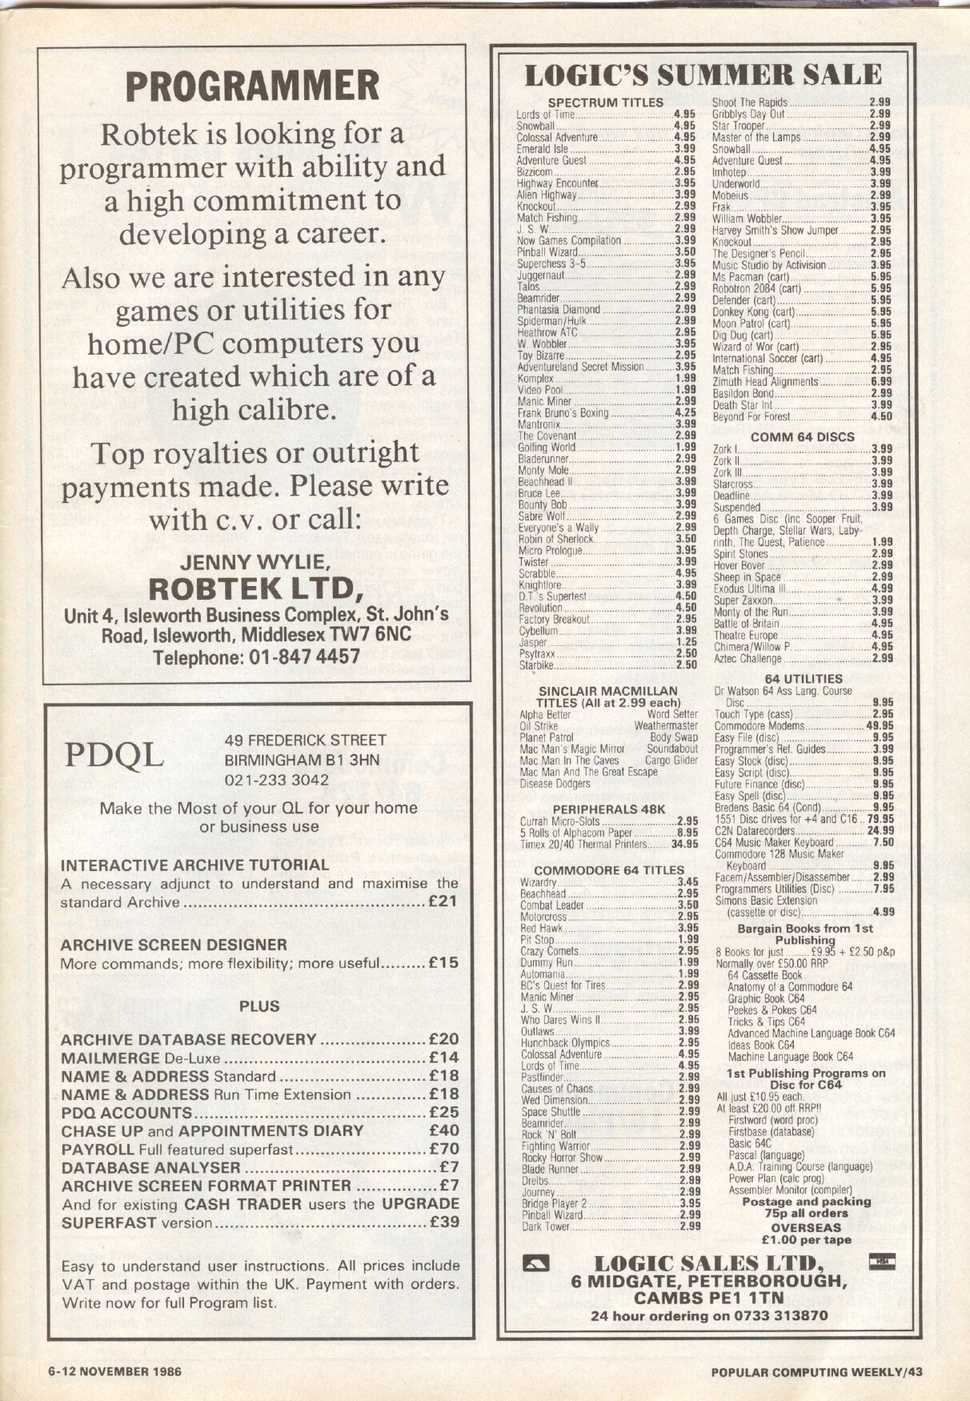 PROGRAMMER
Robtek is looking for a
programmer with ability and
a high commitment to
developing a career.
Also we are interested in any
games or utilities for
home/PC computers you
have created which are of a
high calibre.
Top royalties or outright
payments made. Please write
with c.v. or call:
JENNY WYLIE,
ROBTEK LTD,
Unit 4, Isleworth Business Complex, St. John's
Road, Isleworth, Middlesex TW7 6NC
Telephone: 01-847 4457
PDQL
49 FREDERICK STREET
BIRMINGHAM B1 3HN
021-233 3042
Make the Most of your QL for your home
or business use
INTERACTIVE ARCHIVE TUTORIAL
A necessary adjunct to understand and maximise the
standard Archive ........ £21
ARCHIVE SCREEN DESIGNER
More commands; more flexibility; more useful ........ £15
PLUS
ARCHIVE DATABASE RECOVERY ........ £20
MAILMERGE De-Luxe ........ £14
NAME & ADDRESS Standard ........ £18
NAME & ADDRESS Run Time Extension ........ £18
PDQ ACCOUNTS ........ £25
CHASE UP and APPOINTMENTS DIARY £40
PAYROLL Full featured superfast ........ £70
DATABASE ANALYSER ........ £7
ARCHIVE SCREEN FORMAT PRINTER ........ £7
And for existing CASH TRADER users the UPGRADE
SUPERFAST version ........ £39
Easy to understand user instructions. All prices include
VAT and postage within the UK. Payment with orders.
Write now for full Program list.
LOGIC'S SUMMER SALE
SPECTRUM TITLES
Lords of Time ........ 4.95
Snowball ........ 4.95
Colossal Adventure ........ 4.95
Emerald Isle ........ 3.99
Adventure Guest ........ 4.95
Bizzicom ........ 2.95
Highway Encounter ........ 3.95
Alien Highway ........ 3.99
Knockout ........ 2.99
Match Fishing ........ 2.99
J. S. W. ........ 2.99
Now Games Compilation ........ 3.99
Pinball Wizard ........ 3.50
Superchess 3-5 ........ 3.95
Juggernaut ........ 2.99
Talos ........ 2.99
Beamrider ........ 2.99
Phantasia Diamond ........ 2.99
Spiderman/Hulk ........ 2.99
Heathrow ATC ........ 2.95
W. Wobbler ........ 3.95
Toy Bizarre ........ 2.95
Adventureland Secret Mission ........ 3.95
Komplex ........ 1.99
Video Pool ........ 1.99
Manic Miner ........ 2.99
Frank Bruno's Boxing ........ 4.25
Mantronix ........ 3.99
The Covenant ........ 2.99
Golfing World ........ 1.99
Bladerunner ........ 2.99
Monty Mole ........ 2.99
Beachhead II ........ 3.99
Bruce Lee ........ 3.99
Bounty Bob ........ 3.99
Sabre Wolf ........ 2.99
Everyone's a Wally ........ 2.99
Robin of Sherlock ........ 3.50
Micro Prologue ........ 3.95
Twister ........ 3.99
Scrabble ........ 4.95
Knightlore ........ 3.99
D.T.'s Supertest ........ 4.50
Revolution ........ 4.50
Factory Breakout ........ 2.95
Cybellum ........ 3.99
Jasper ........ 1.25
Psytraxx ........ 2.50
Starbike ........ 2.50
SINCLAIR MACMILLAN
TITLES (All at 2.99 each)
Alpha Better Word Setter
Oil Strike Weathermaster
Planet Patrol Body Swap
Mac Man's Magic Mirror Soundabout
Mac Man In The Caves Cargo Glider
Mac Man And The Great Escape
Disease Dodgers
PERIPHERALS 48K
Currah Micro-Slots ........ 2.95
5 Rolls of Alphacom Paper ........ 8.95
Timex 20/40 Thermal Printers ........ 34.95
COMMODORE 64 TITLES
Wizardry ........ 3.45
Beachhead ........ 2.95
Combat Leader ........ 3.50
Motorcross ........ 2.95
Red Hawk ........ 3.95
Pit Stop ........ 1.99
Crazy Comets ........ 2.95
Dummy Run ........ 1.99
Automania ........ 1.99
BC's Quest for Tires ........ 2.99
Manic Miner ........ 2.95
J. S. W. ........ 2.95
Who Dares Wins II ........ 2.95
Outlaws ........ 3.99
Hunchback Olympics ........ 2.95
Colossal Adventure ........ 4.95
Lords of Time ........ 4.95
Pastfinder ........ 2.99
Causes of Chaos ........ 2.99
Wed Dimension ........ 2.99
Space Shuttle ........ 2.99
Beamrider ........ 2.99
Rock 'N' Bolt ........ 2.99
Fighting Warrior ........ 2.99
Rocky Horror Show ........ 2.99
Blade Runner ........ 2.99
Dreibs ........ 2.99
Journey ........ 2.99
Bridge Player 2 ........ 3.95
Pinball Wizard ........ 2.99
Dark Tower ........ 2.99
Shoot The Rapids ........ 2.99
Gribblys Day Out ........ 2.99
Star Trooper ........ 2.99
Master of the Lamps ........ 2.99
Snowball ........ 4.95
Adventure Quest ........ 4.95
Imhotep ........ 3.99
Underworld ........ 3.99
Mobeius ........ 2.99
Frak ........ 3.95
William Wobbler ........ 3.95
Harvey Smith's Show Jumper ........ 2.95
Knockout ........ 2.95
The Designer's Pencil ........ 2.95
Music Studio by Activision ........ 3.95
Ms Pacman (cart) ........ 5.95
Robotron 2084 (cart) ........ 5.95
Defender (cart) ........ 5.95
Donkey Kong (cart) ........ 5.95
Moon Patrol (cart) ........ 5.95
Dig Dug (cart) ........ 5.95
Wizard of Wor (cart) ........ 2.95
International Soccer (cart) ........ 4.95
Match Fishing ........ 2.95
Zimuth Head Alignments ........ 6.99
Basildon Bond ........ 2.99
Death Star Int ........ 3.99
Beyond For Forest ........ 4.50
COMM 64 DISCS
Zork I ........ 3.99
Zork II ........ 3.99
Zork III ........ 3.99
Starcross ........ 3.99
Deadline ........ 3.99
Suspended ........ 3.99
6 Games Disc (inc Sooper Fruit,
Depth Charge, Stellar Wars, Laby-
rinth, The Quest, Patience ........ 1.99
Spirit Stones ........ 2.99
Hover Bover ........ 2.99
Sheep in Space ........ 2.99
Exodus Ultima III ........ 4.99
Super Zaxxon ........ 3.99
Monty of the Run ........ 3.99
Battle of Britain ........ 4.95
Theatre Europe ........ 4.95
Chimera/Willow P ........ 4.95
Aztec Challenge ........ 2.99
64 UTILITIES
Dr Watson 64 Ass Lang. Course
Disc ........ 9.95
Touch Type (cass) ........ 2.95
Commodore Modems ........ 49.95
Easy File (disc) ........ 9.95
Programmer's Ref. Guides ........ 3.99
Easy Stock (disc) ........ 9.95
Easy Script (disc) ........ 9.95
Future Finance (disc) ........ 9.95
Easy Spell (disc) ........ 9.95
Bredens Basic 64 (Cond) ........ 9.95
1551 Disc drives for +4 and C16 .. 79.95
C2N Datarecorders ........ 24.99
C64 Music Maker Keyboard ........ 7.50
Commodore 128 Music Maker
Keyboard ........ 9.95
Facem/Assembier/Disassember ........ 2.99
Programmers Utilities (Disc) ........ 7.95
Simons Basic Extension
(cassette or disc) ........ 4.99
Bargain Books from 1st
Publishing
8 Books for just ........ £9.95 + £2.50 p&p
Normally over £50.00 RRP
64 Cassette Book
Anatomy of a Commodore 64
Graphic Book C64
Peekes & Pokes C64
Tricks & Tips C64
Advanced Machine Language Book C64
Ideas Book C64
Machine Language Book C64
1st Publishing Programs on
Disc for C64
All just £10.95 each.
At least £20.00 off RRP!!
Firstword (word proc)
Firstbase (database)
Basic 64C
Pascal (language)
A.D.A. Training Course (language)
Power Plan (calc prog)
Assembler Monitor (compiler)
Postage and packing
75p all orders
OVERSEAS
£1.00 per tape
LOGIC SALES LTD,
6 MIDGATE, PETERBOROUGH,
CAMBS PE1 1TN
24 hour ordering on 0733 313870
VISA
6-12 NOVEMBER 1986
POPULAR COMPUTING WEEKLY/43